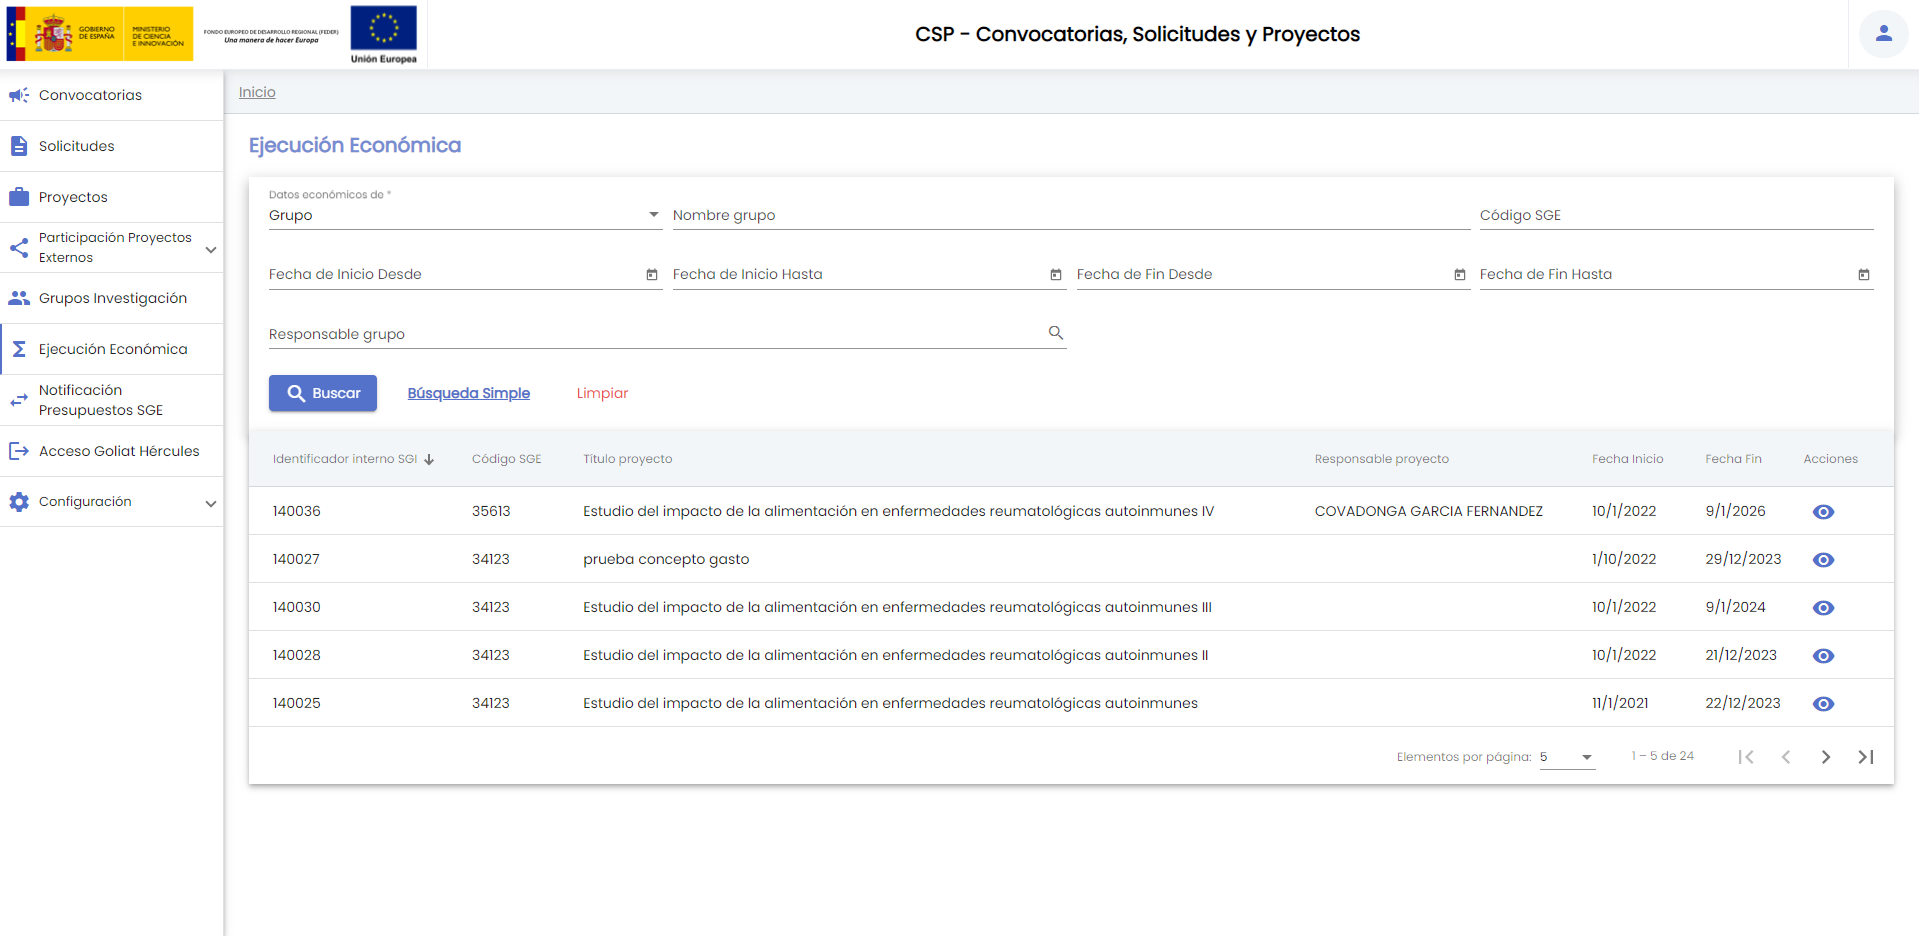 GOBIERNO
DE ESPAÑA
MINISTERIO
DE CIENCIA
E INNOVACIÓN
FONDO EUROPEO DE DESARROLLO REGIONAL (FEDER)
Una manera de hacer Europa
Unión Europea
CSP - Convocatorias, Solicitudes y Proyectos
Convocatorias
Solicitudes
Proyectos
Participación Proyectos
Externos
Grupos Investigación
Ejecución Económica
Notificación
Presupuestos SGE
Acceso Goliat Hércules
Configuración
Inicio
Ejecución Económica
Datos económicos de *
Grupo
Nombre grupo
Código SGE
Fecha de Inicio Desde
Fecha de Inicio Hasta
Fecha de Fin Desde
Fecha de Fin Hasta
Responsable grupo
Buscar
Búsqueda Simple
Limpiar
Identificador interno SGI Código SGE Título proyecto Responsable proyecto Fecha Inicio Fecha Fin Acciones
140036 35613 Estudio del impacto de la alimentación en enfermedades reumatológicas autoinmunes IV COVADONGA GARCIA FERNANDEZ 10/1/2022 9/1/2026
140027 34123 prueba concepto gasto 1/10/2022 29/12/2023
140030 34123 Estudio del impacto de la alimentación en enfermedades reumatológicas autoinmunes III 10/1/2022 9/1/2024
140028 34123 Estudio del impacto de la alimentación en enfermedades reumatológicas autoinmunes II 10/1/2022 21/12/2023
140025 34123 Estudio del impacto de la alimentación en enfermedades reumatológicas autoinmunes 11/1/2021 22/12/2023
Elementos por página: 5 1 – 5 de 24